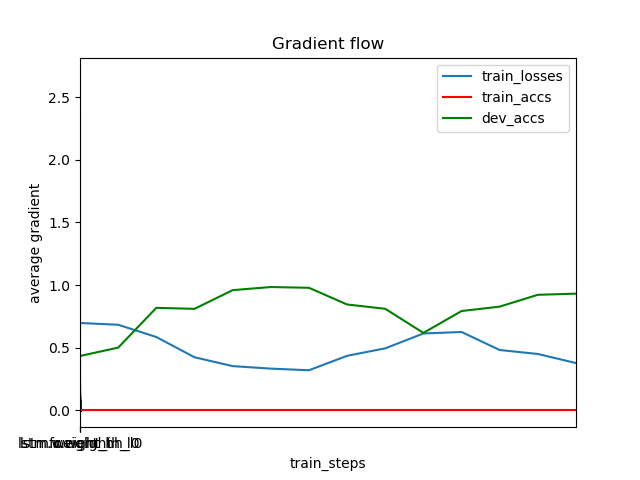 Gradient flow
train_losses
train_accs
dev_accs
average gradient
2.5
2.0
1.5
1.0
0.5
0.0
train_steps